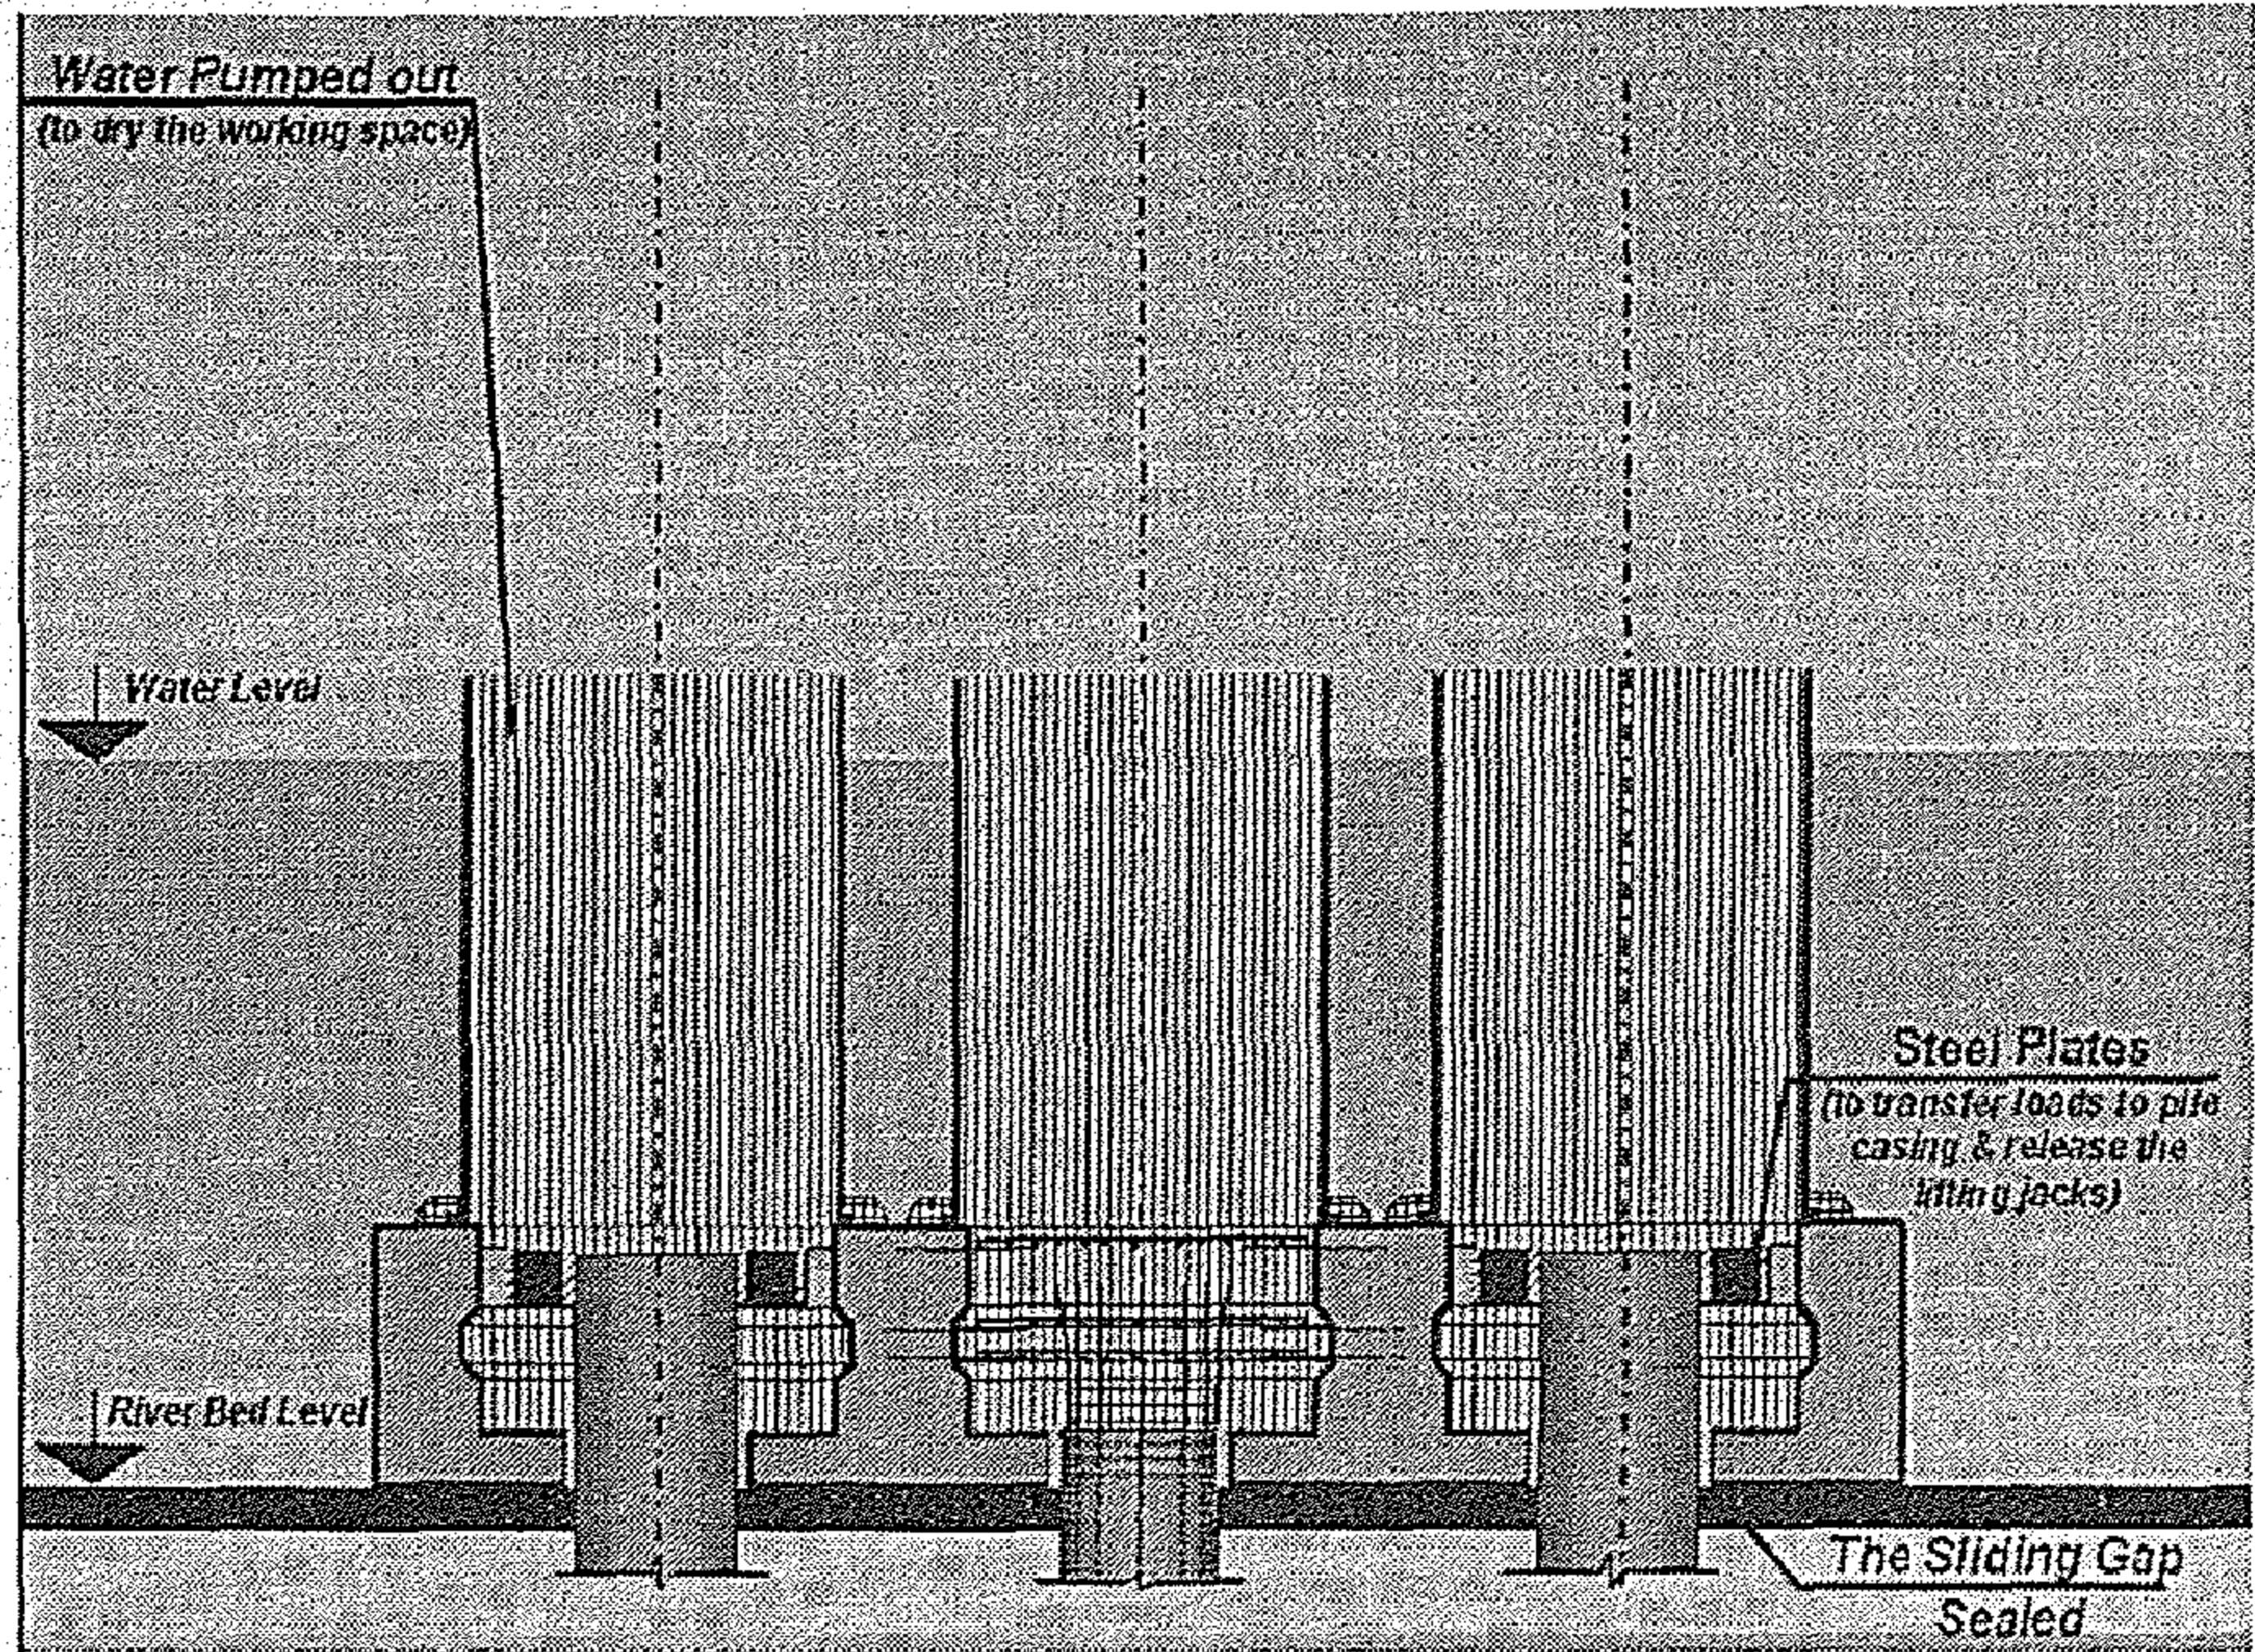 Water Pumped out
(to dry the working space)
Water Level
Steel Plates
(to transfer loads to pile
casing & release the
lifting jacks)
River Bed Level
The Sliding Gap
Sealed